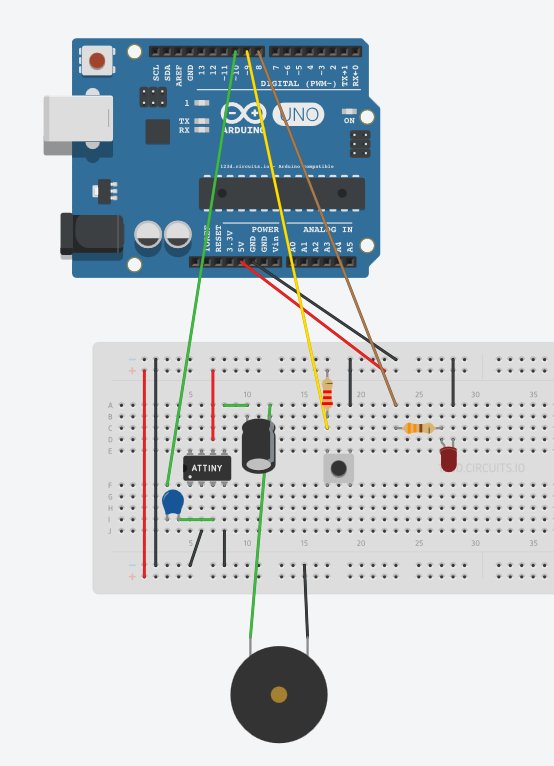 SCL
SDA
AREF
GND
13
12
~11
~10
~9
8
7
~6
~5
~4
3
2
TX→1
RX←0
DIGITAL (PWM~)
1
TX
RX
ARDUINO
UNO
ON
123d.circuits.io - Arduino Compatible
POWER
ANALOG IN
RESET
3.3V
5V
GND
GND
Vin
A0
A1
A2
A3
A4
A5
5 10 15 20 25 30 35
A
B
C
D
E
ATTINY
D.CIRCUITS.IO
F
G
H
I
J
5 10 15 20 25 30 35